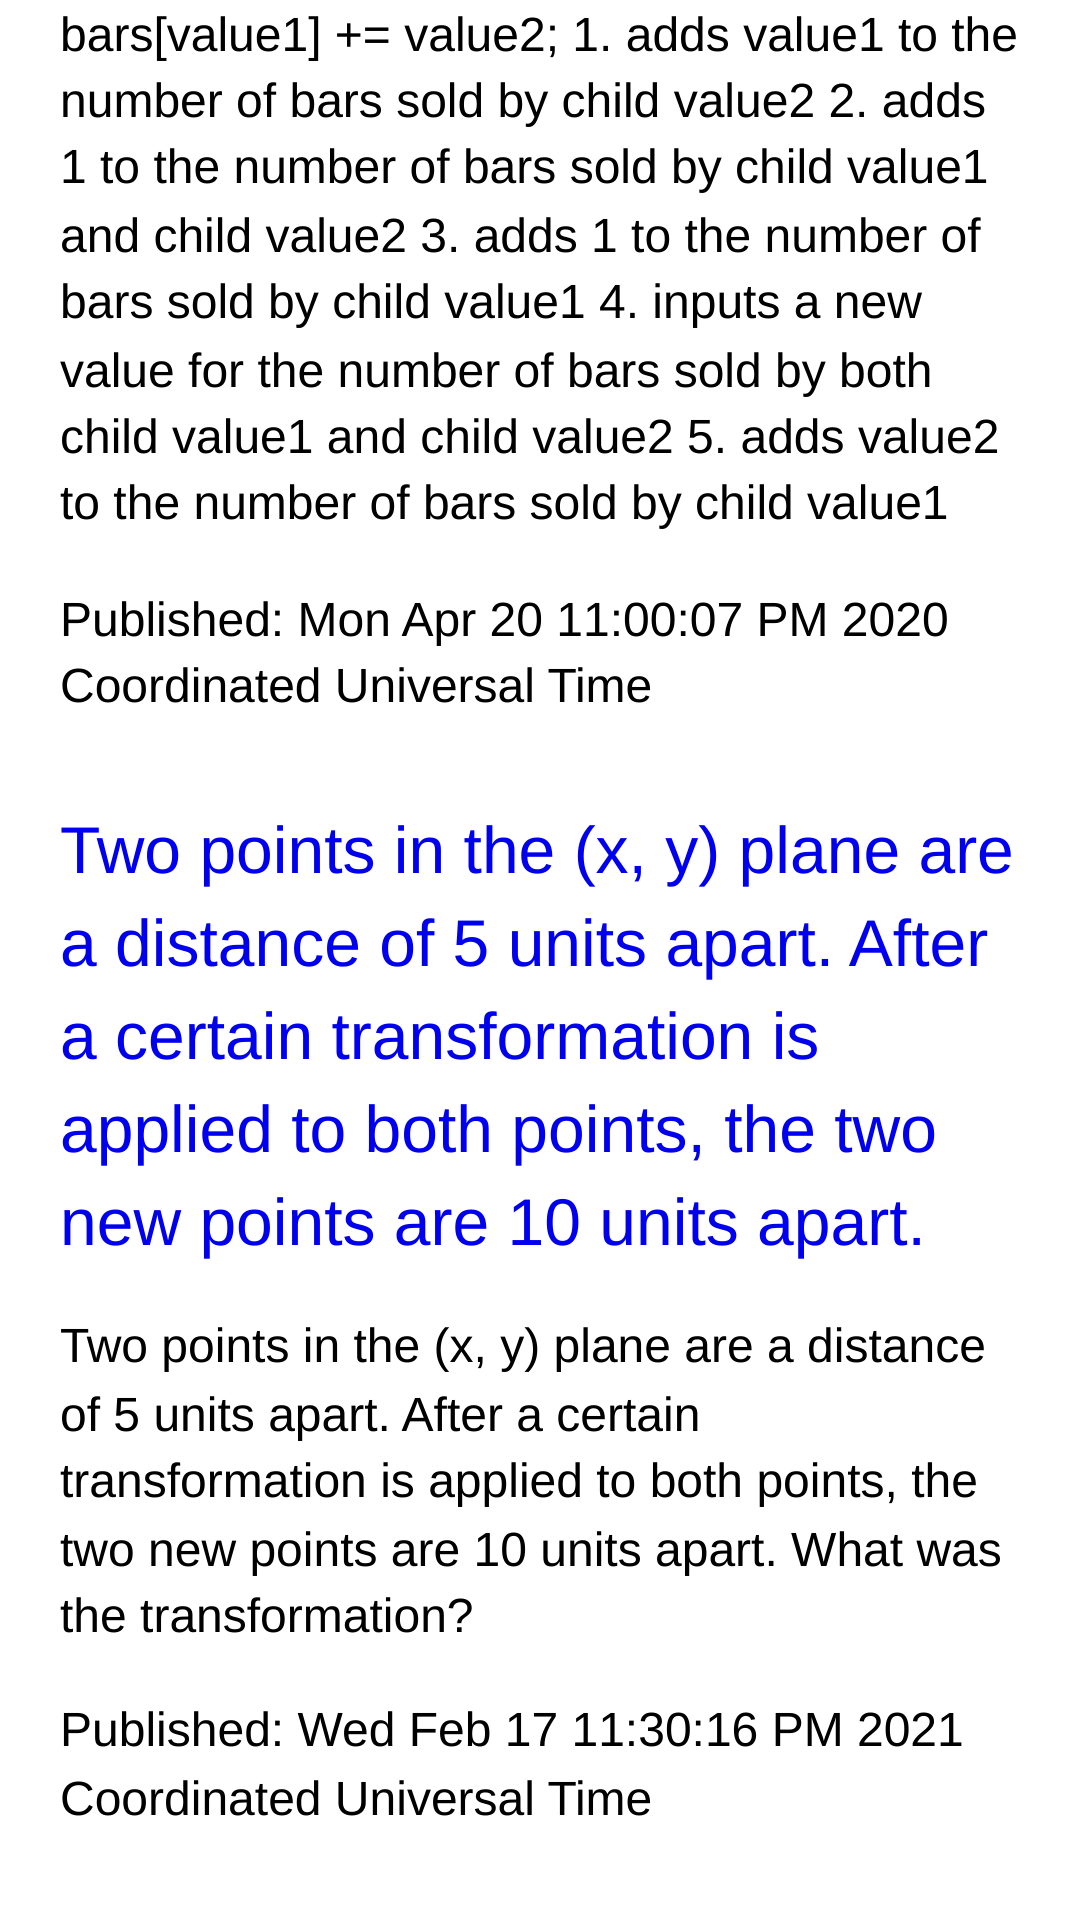 bars[value1] += value2; 1. adds value1 to the
number of bars sold by child value2 2. adds
1 to the number of bars sold by child value1
and child value2 3. adds 1 to the number of
bars sold by child value1 4. inputs a new
value for the number of bars sold by both
child value1 and child value2 5. adds value2
to the number of bars sold by child value1
Published: Mon Apr 20 11:00:07 PM 2020
Coordinated Universal Time
Two points in the (x, y) plane are
a distance of 5 units apart. After
a certain transformation is
applied to both points, the two
new points are 10 units apart.
Two points in the (x, y) plane are a distance
of 5 units apart. After a certain
transformation is applied to both points, the
two new points are 10 units apart. What was
the transformation?
Published: Wed Feb 17 11:30:16 PM 2021
Coordinated Universal Time